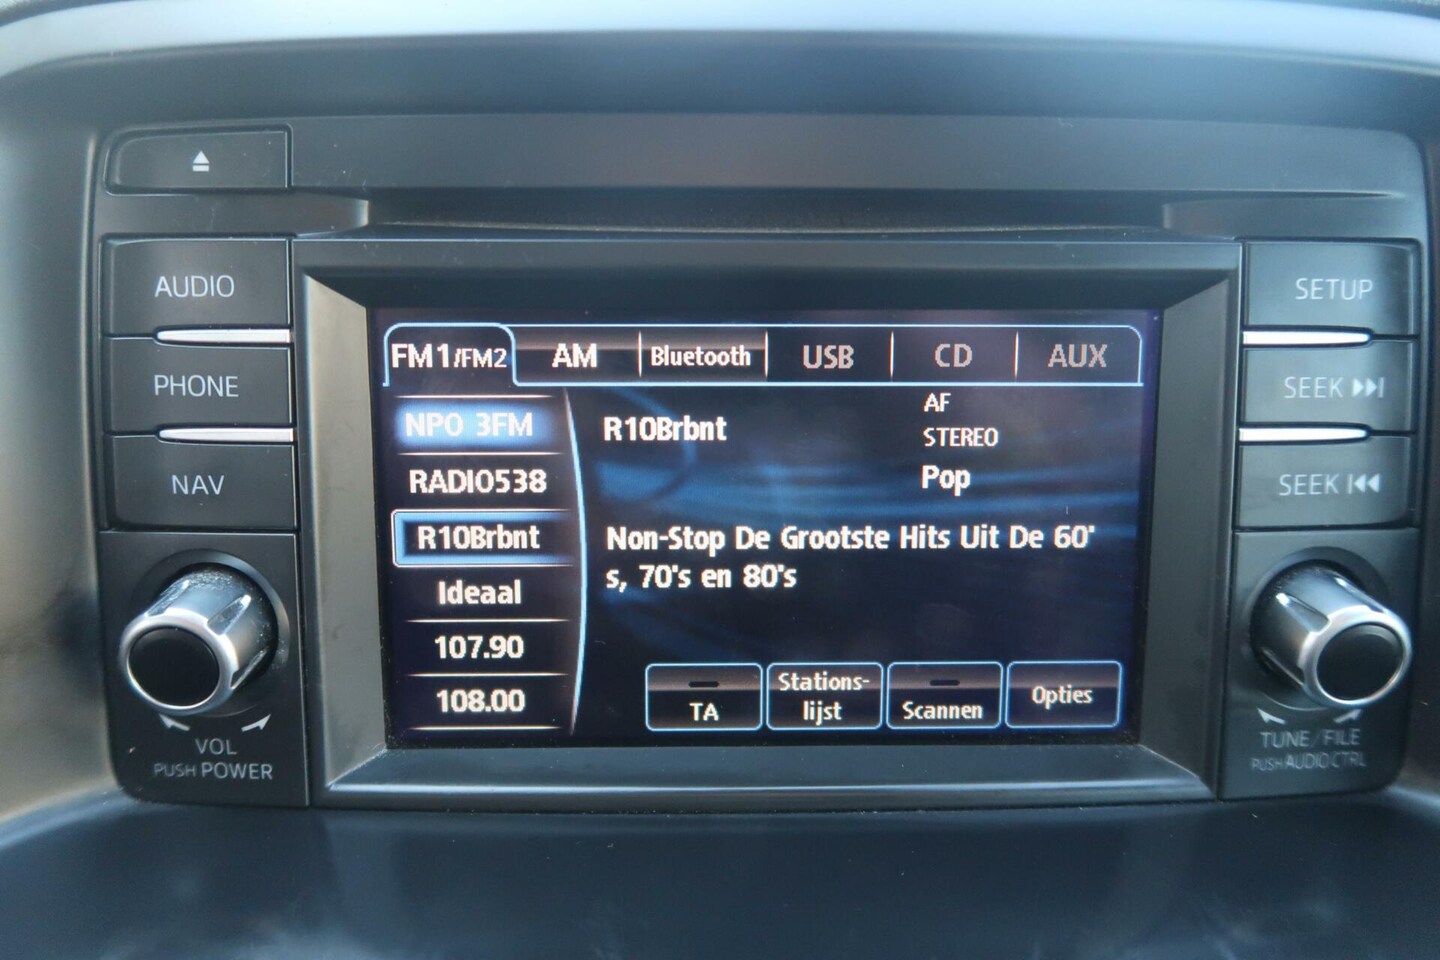 AUDIO
PHONE
NAV
VOL
PUSH POWER
FM1/FM2
AM
Bluetooth
USB
CD
AUX
NPO 3FM
RADIO538
R10Brbnt
Ideaal
107.90
108.00
R10Brbnt
AF
STEREO
Pop
Non-Stop De Grootste Hits Uit De 60'
s, 70's en 80's
TA
Stations-
lijst
Scannen
Opties
SETUP
SEEK
SEEK
TUNE/FILE
PUSH AUDIO CTRL